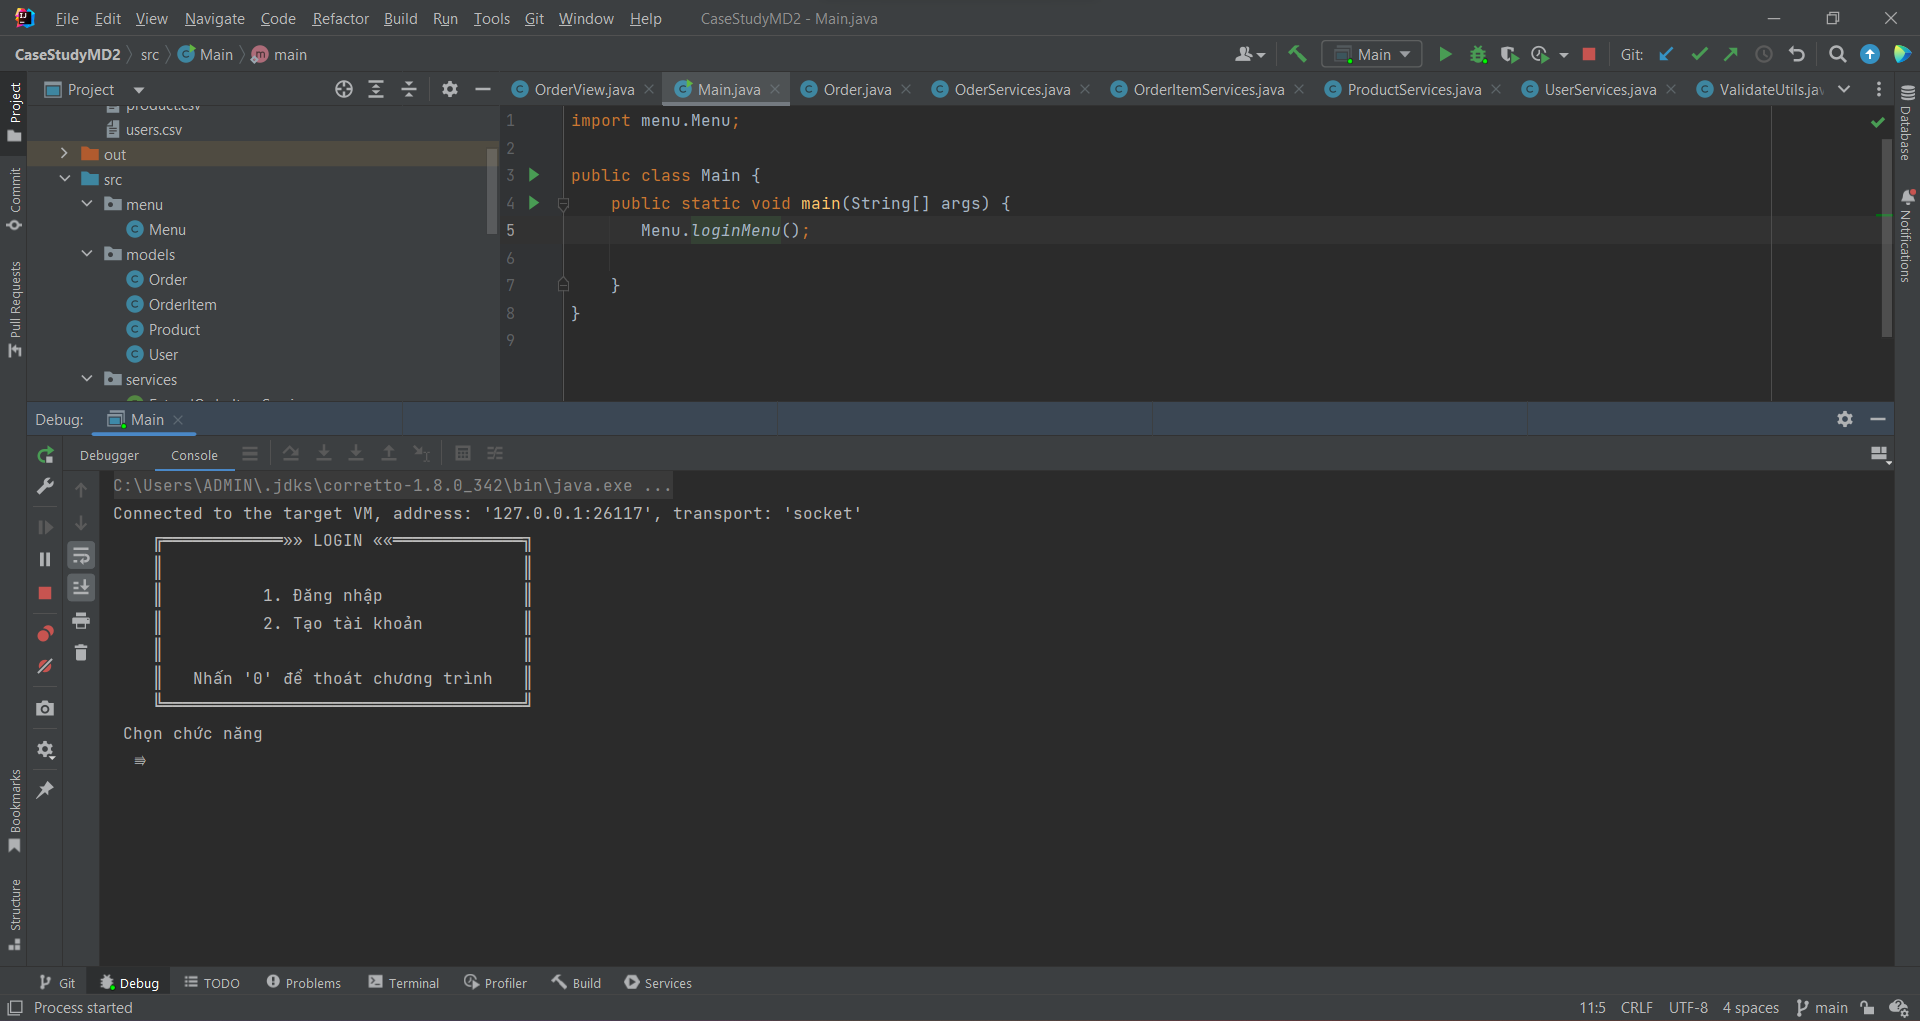 File Edit View Navigate Code Refactor Build Run Tools Git Window Help CaseStudyMD2 - Main.java
CaseStudyMD2 src Main main
Main Git:
Project
OrderView.java Main.java Order.java OderServices.java OrderItemServices.java ProductServices.java UserServices.java ValidateUtils.ja
Project
Commit
Pull Requests
Bookmarks
Structure
product.csv
users.csv
out
src
menu
Menu
models
Order
OrderItem
Product
User
services
1 import menu.Menu;
2
3 public class Main {
4 public static void main(String[] args) {
5 Menu.loginMenu();
6
7 }
8 }
9
Database
Notifications
Debug: Main
Debugger Console
C:\Users\ADMIN\.jdks\corretto-1.8.0_342\bin\java.exe ...
Connected to the target VM, address: '127.0.0.1:26117', transport: 'socket'
╔════════════»» LOGIN ««═════════════╗
1. Đăng nhập
2. Tạo tài khoản
Nhấn '0' để thoát chương trình
Chọn chức năng
⇛
Git Debug TODO Problems Terminal Profiler Build Services
Process started
11:5 CRLF UTF-8 4 spaces main